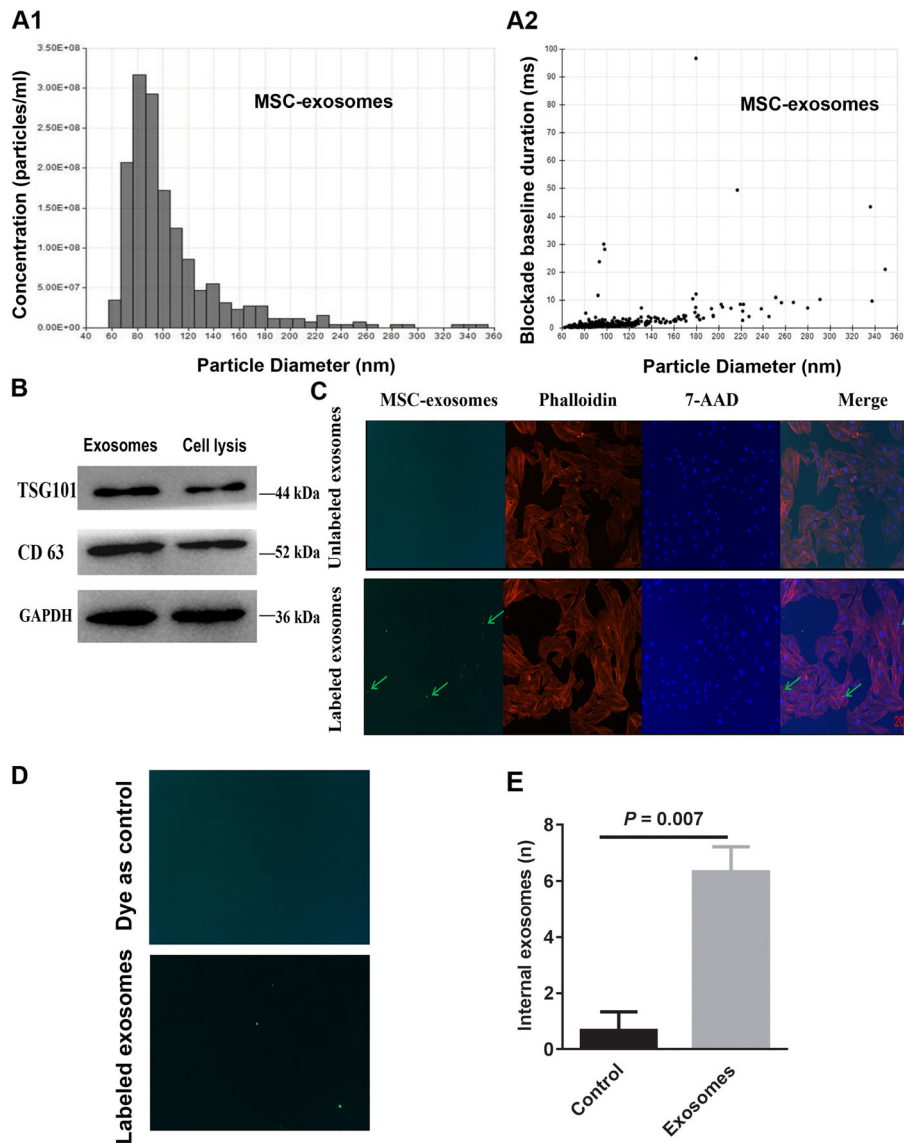 A1
3.50E+08
3.00E+08
2.50E+08
2.00E+08
1.50E+08
1.00E+08
5.00E+07
0.00E+00
Concentration (particles/ml)
MSC-exosomes
40 60 80 100 120 140 160 180 200 220 240 260 280 300 320 340 360
Particle Diameter (nm)
A2
100
90
80
70
60
50
40
30
20
10
0
Blockade baseline duration (ms)
MSC-exosomes
60 80 100 120 140 160 180 200 220 240 260 280 300 320 340 360
Particle Diameter (nm)
B
Exosomes Cell lysis
TSG101 44 kDa
CD 63 52 kDa
GAPDH 36 kDa
C
MSC-exosomes Phalloidin 7-AAD Merge
Unlabeled exosomes
Labeled exosomes
20
D
Dye as control
Labeled exosomes
E
P = 0.007
Internal exosomes (n)
8
6
4
2
0
Control
Exosomes